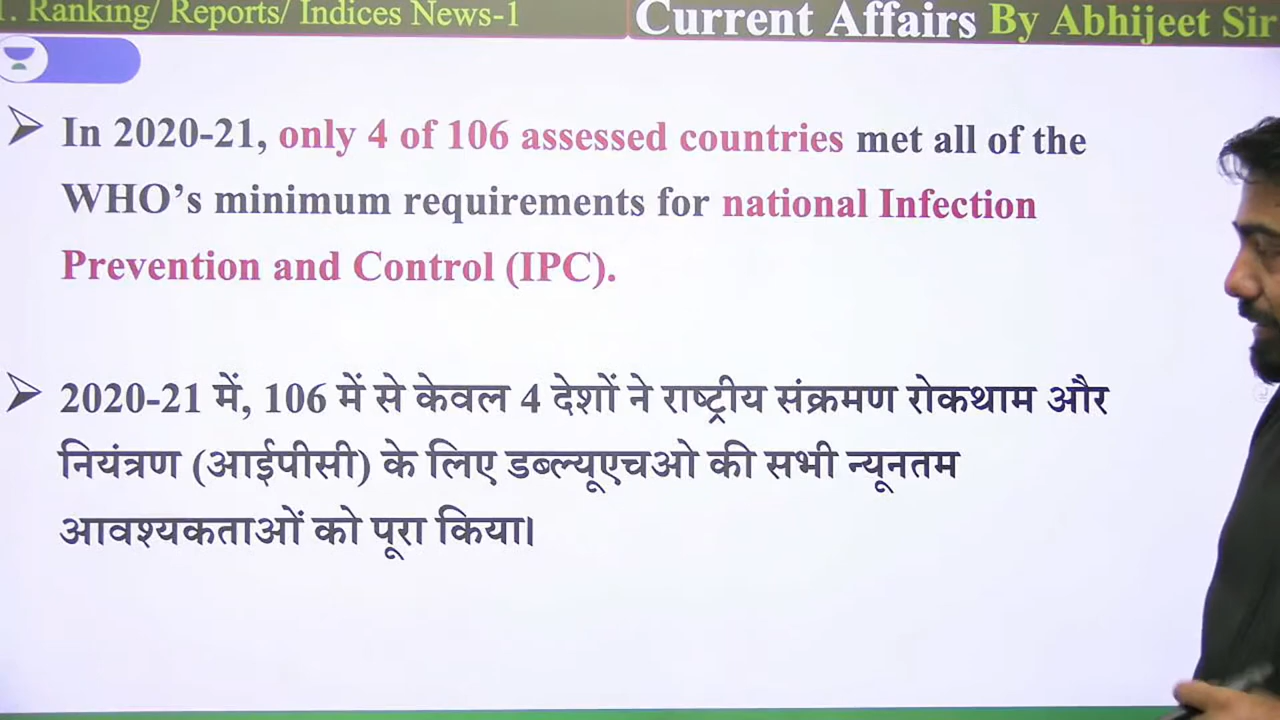 1. Ranking/ Reports/ Indices News-1
Current Affairs By Abhijeet Sir
In 2020-21, only 4 of 106 assessed countries met all of the
WHO’s minimum requirements for national Infection
Prevention and Control (IPC).
2020-21 में, 106 में से केवल 4 देशों ने राष्ट्रीय संक्रमण रोकथाम और
नियंत्रण (आईपीसी) के लिए डब्ल्यूएचओ की सभी न्यूनतम
आवश्यकताओं को पूरा किया।